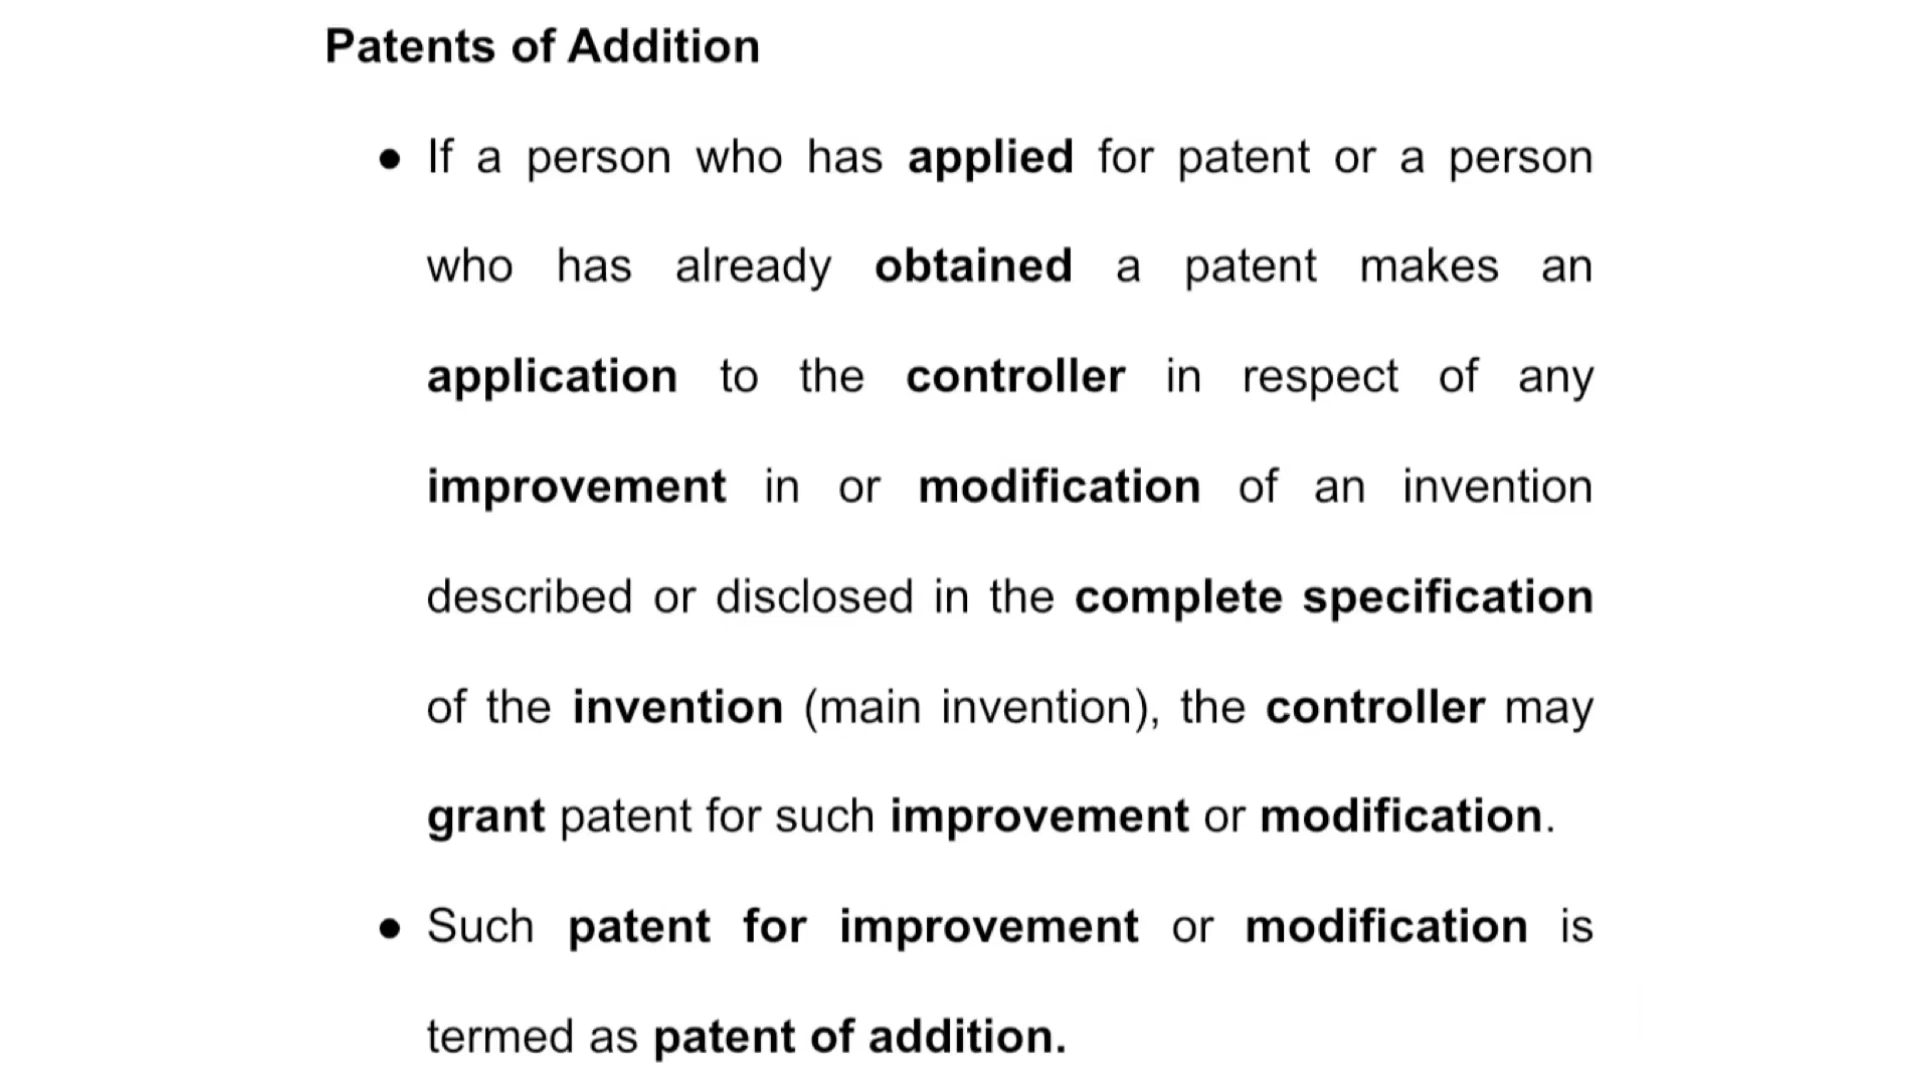 Patents of Addition
● If a person who has applied for patent or a person
who has already obtained a patent makes an
application to the controller in respect of any
improvement in or modification of an invention
described or disclosed in the complete specification
of the invention (main invention), the controller may
grant patent for such improvement or modification.
● Such patent for improvement or modification is
termed as patent of addition.